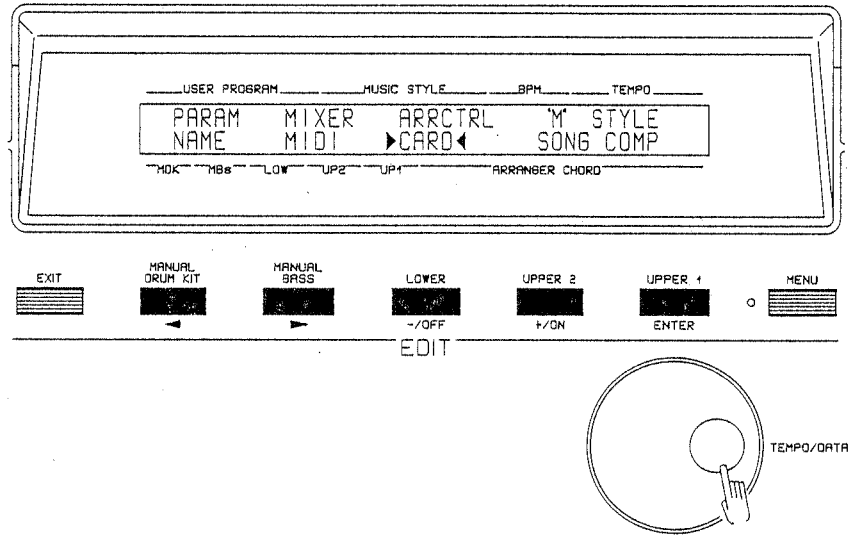 USER PROGRAM MUSIC STYLE BPM TEMPO
PARAM MIXER ARRCTRL 'M' STYLE
NAME MIDI ▶CARD◀ SONG COMP
MDK MBs LOW UP2 UP1 ARRANGER CHORD
EXIT MANUAL DRUM KIT MANUAL BASS LOWER UPPER 2 UPPER 1 MENU
◀ ▶ -/OFF +/ON ENTER
EDIT
TEMPO/DATA